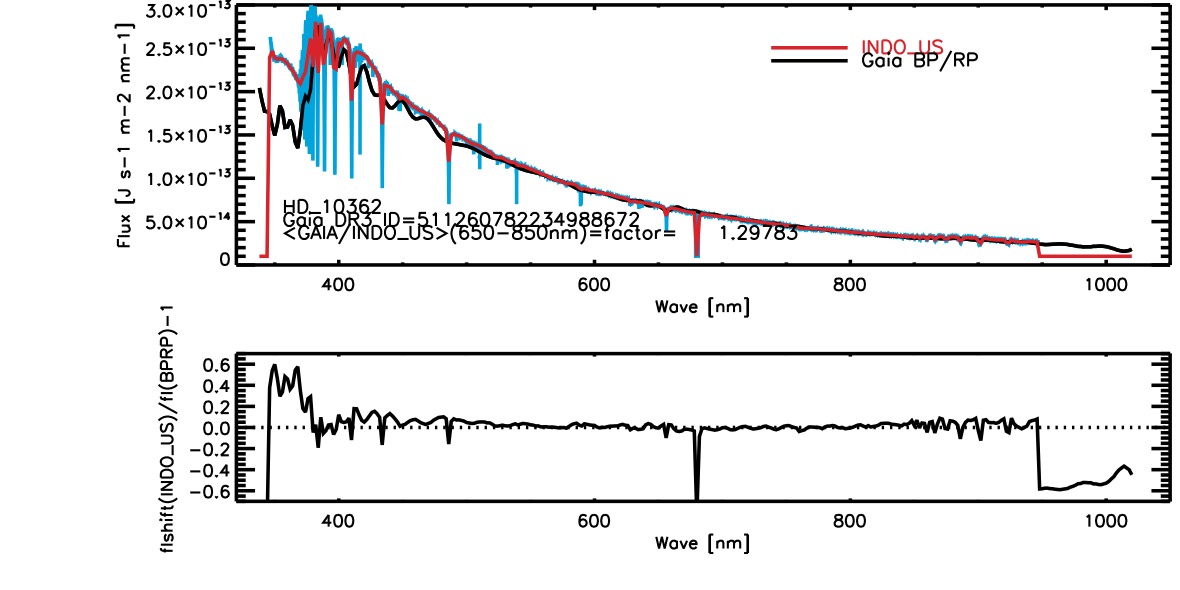 3.0×10−13
2.5×10−13
2.0×10−13
1.5×10−13
1.0×10−13
5.0×10−14
0
Flux [J s−1 m−2 nm−1]
INDO_US
Gaia BP/RP
HD_10362
Gaia DR3 ID=5112607822234988672
<GAIA/INDO_US>(650−850nm)=factor= 1.29783
400 600 800 1000
Wave [nm]
0.6
0.4
0.2
0.0
−0.2
−0.4
−0.6
flshift(INDO_US)/fl(BPRP)−1
400 600 800 1000
Wave [nm]